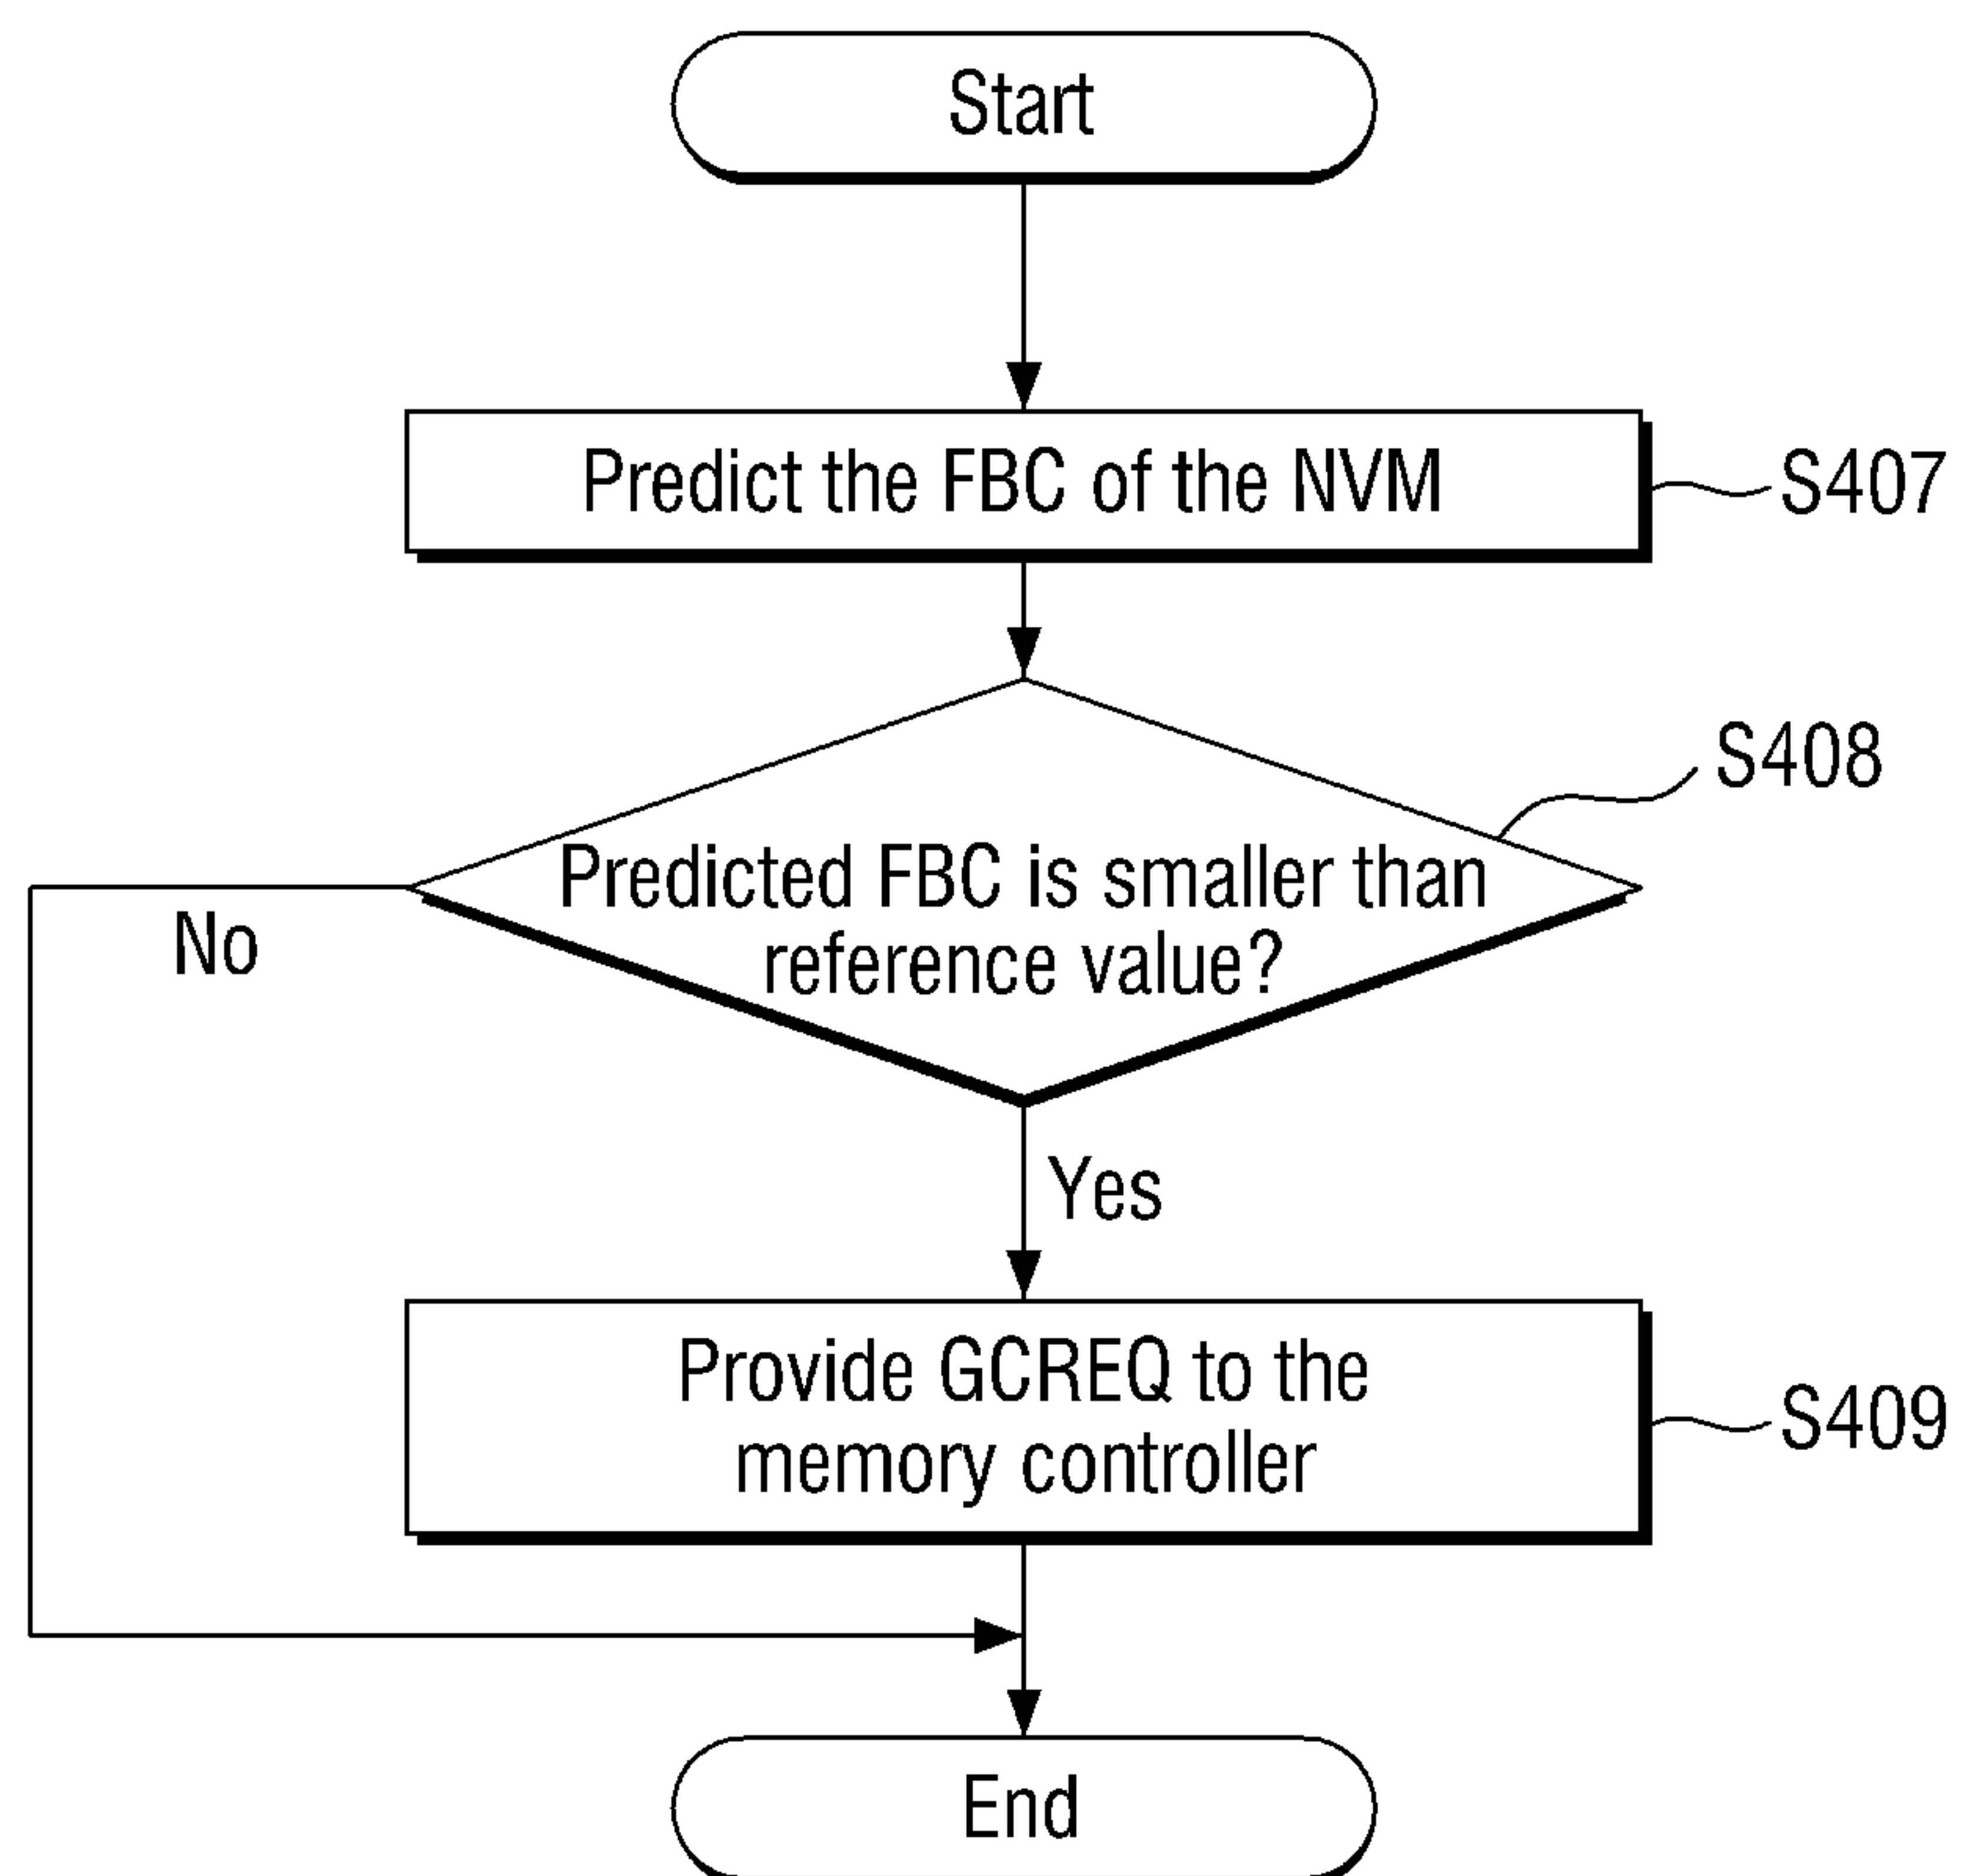 Start
Predict the FBC of the NVM
S407
S408
Predicted FBC is smaller than
reference value?
No
Yes
Provide GCREQ to the
memory controller
S409
End